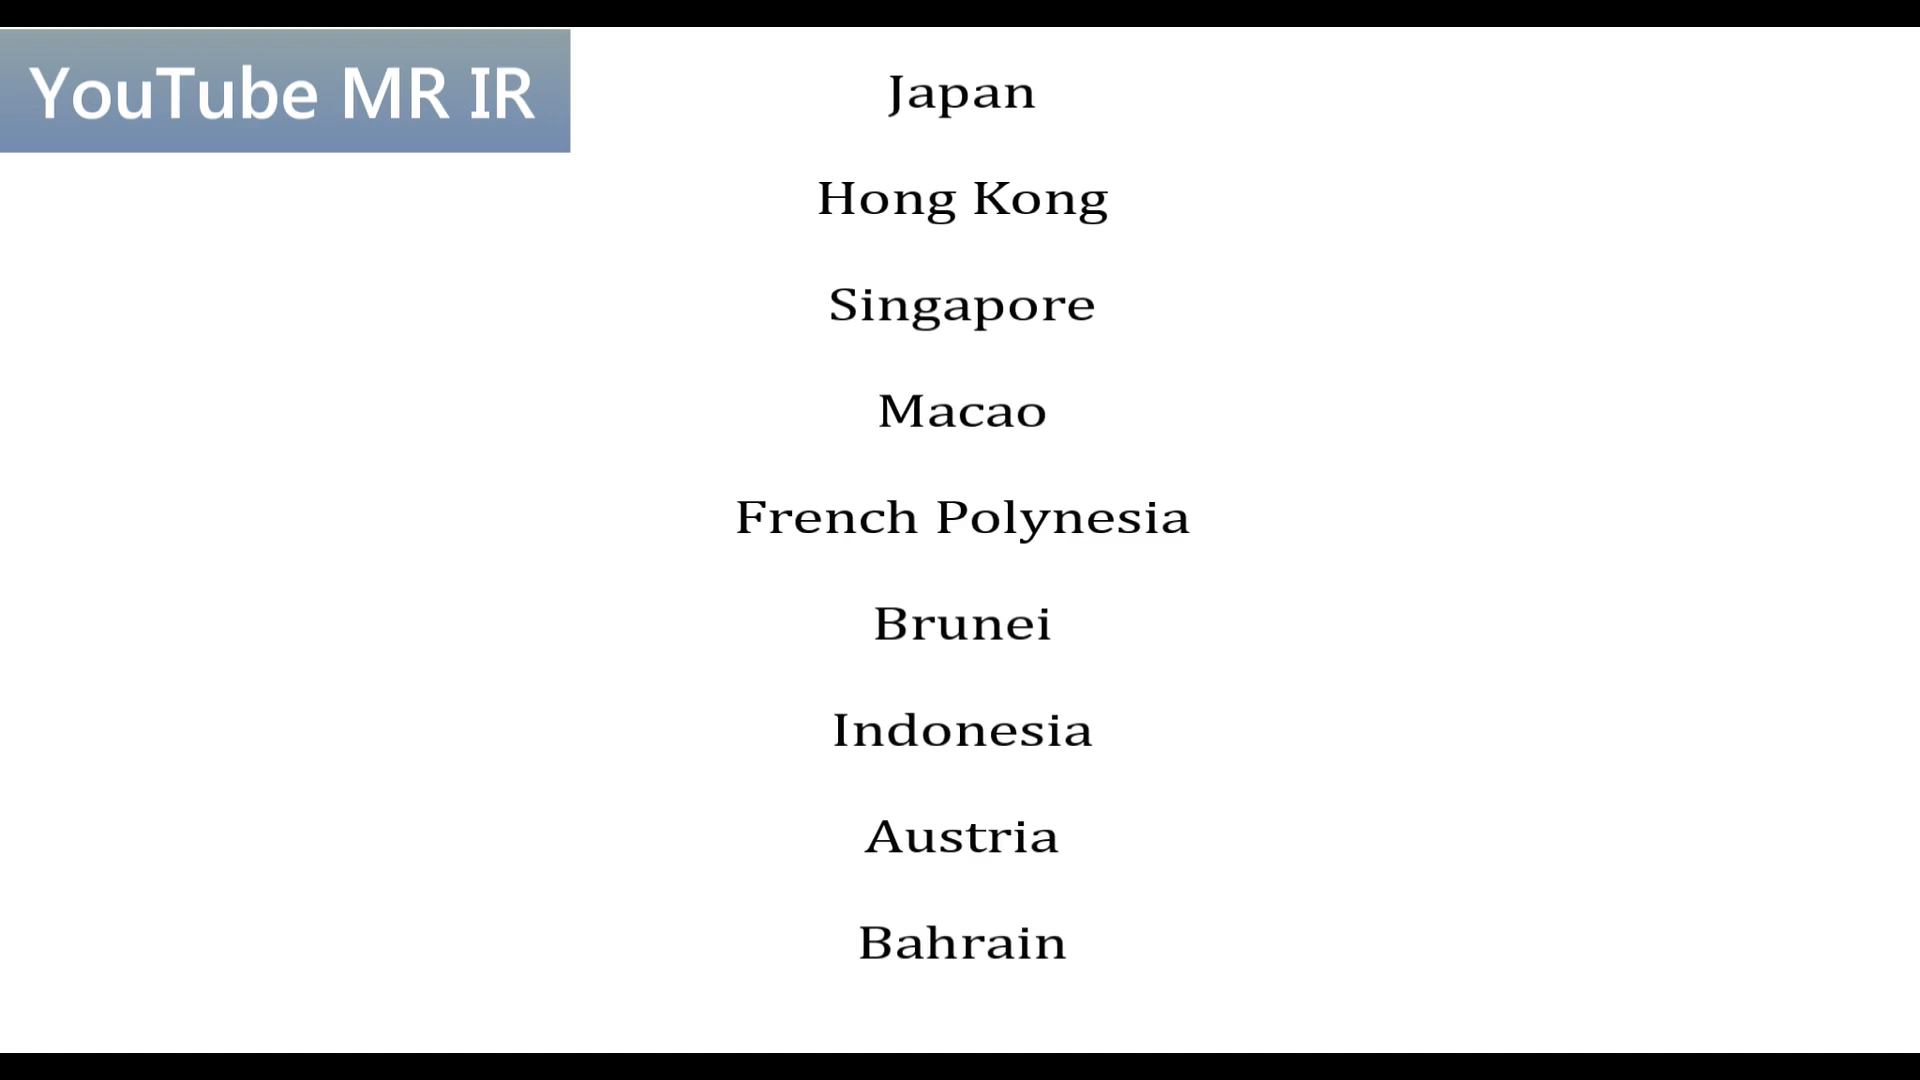 YouTube MR IR
Japan
Hong Kong
Singapore
Macao
French Polynesia
Brunei
Indonesia
Austria
Bahrain